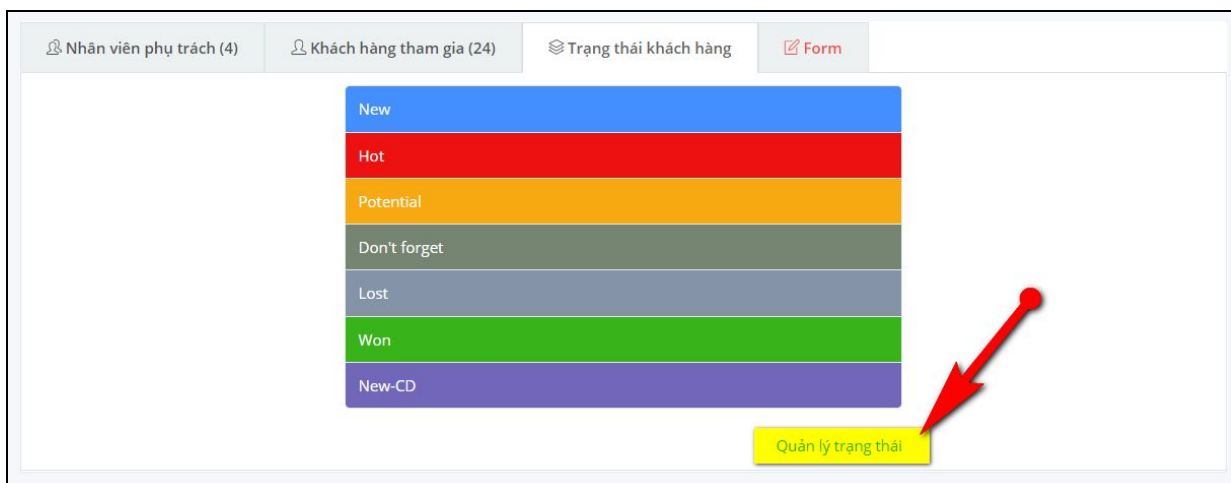 Nhân viên phụ trách (4) Khách hàng tham gia (24) Trạng thái khách hàng Form
New
Hot
Potential
Don't forget
Lost
Won
New-CD
Quản lý trạng thái